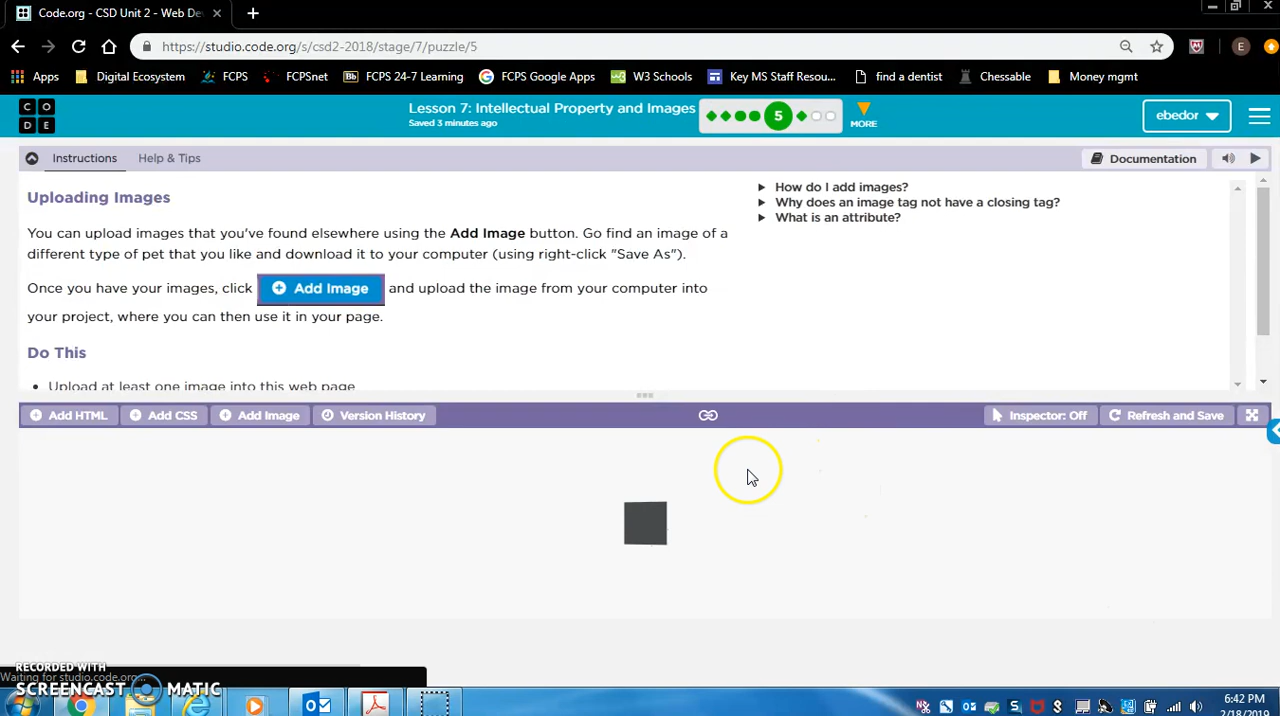 Code.org - CSD Unit 2 - Web De
https://studio.code.org/s/csd2-2018/stage/7/puzzle/5
E
Apps Digital Ecosystem FCPS FCPSnet Bb FCPS 24-7 Learning G FCPS Google Apps W3 Schools Key MS Staff Resou... find a dentist Chessable Money mgmt
C O
D E
Lesson 7: Intellectual Property and Images
Saved 3 minutes ago
5
MORE
ebedor
Instructions Help & Tips
Documentation
Uploading Images
You can upload images that you've found elsewhere using the Add Image button. Go find an image of a
different type of pet that you like and download it to your computer (using right-click "Save As").
Once you have your images, click Add Image and upload the image from your computer into
your project, where you can then use it in your page.
Do This
• Upload at least one image into this web page
How do I add images?
Why does an image tag not have a closing tag?
What is an attribute?
Add HTML Add CSS Add Image Version History
Inspector: Off Refresh and Save
Waiting for studio.code.org...
RECORDED WITH
SCREENCAST MATIC
6:42 PM
2/18/2019